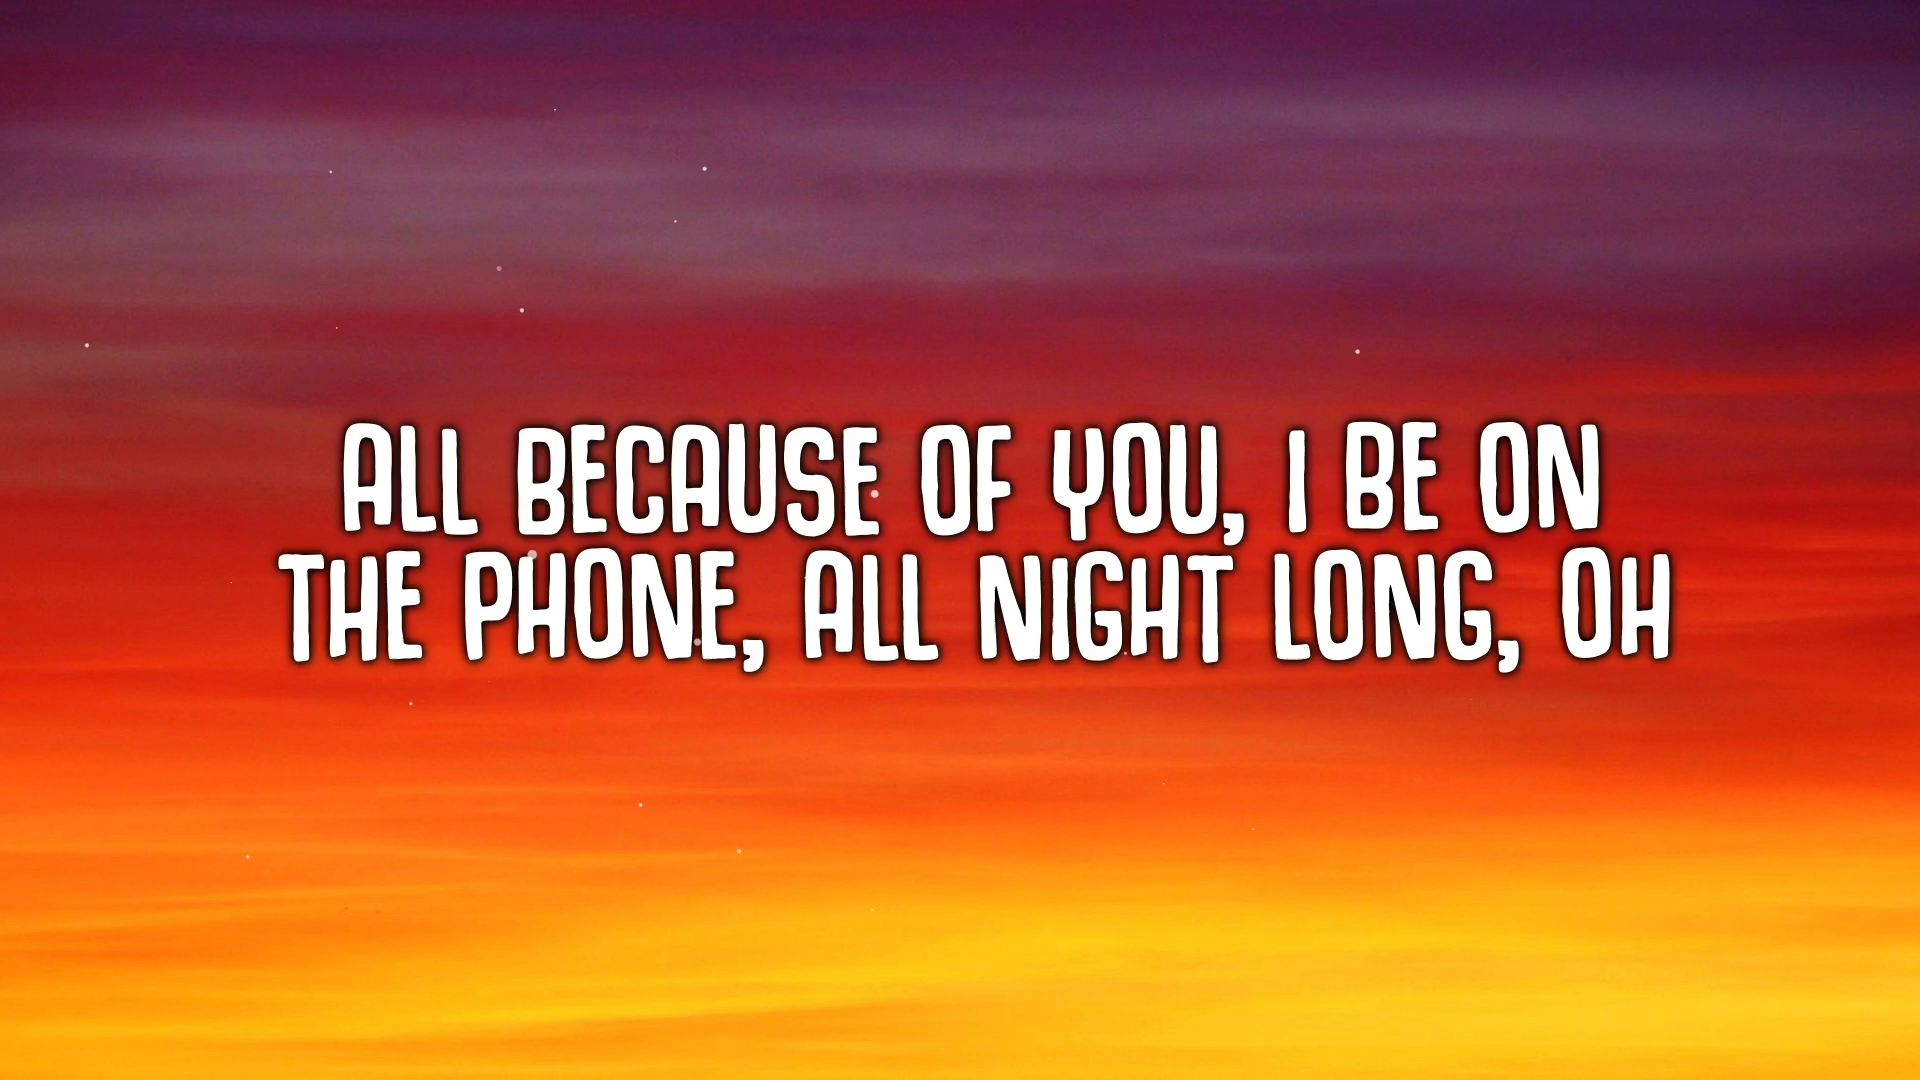 ALL BECAUSE OF YOU, I BE ON
THE PHONE, ALL NIGHT LONG, OH